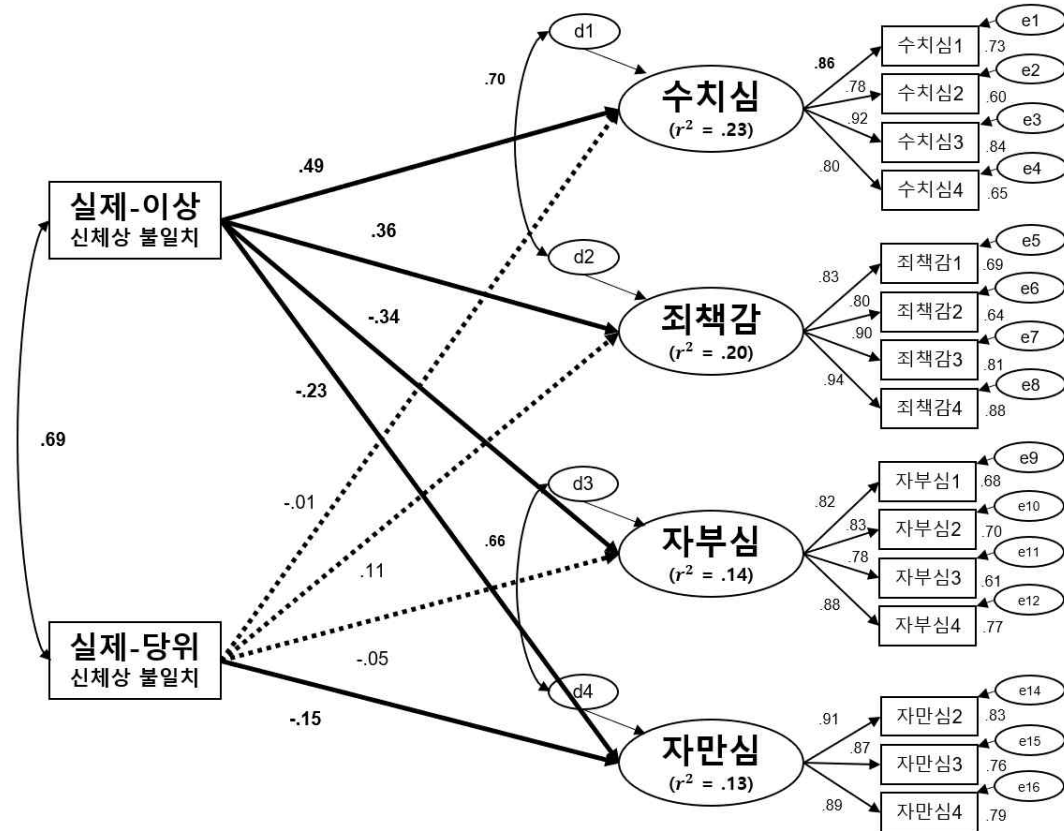 d1
e1
수치심1
.73
.86
e2
.70
수치심
(r² = .23)
.78
수치심2
.60
e3
.92
수치심3
.84
e4
.49
.80
수치심4
.65
실제-이상
신체상 불일치
.36
d2
e5
죄책감1
.69
.83
e6
-.34
죄책감
(r² = .20)
.80
죄책감2
.64
e7
.90
죄책감3
.81
e8
-.23
.94
죄책감4
.88
.69
e9
자부심1
.68
d3
.82
e10
-.01
.66
자부심
(r² = .14)
.83
자부심2
.70
e11
.78
자부심3
.61
.11
e12
.88
자부심4
.77
실제-당위
신체상 불일치
-.05
d4
e14
-.15
.91
자만심2
.83
자만심
(r² = .13)
e15
.87
자만심3
.76
e16
.89
자만심4
.79